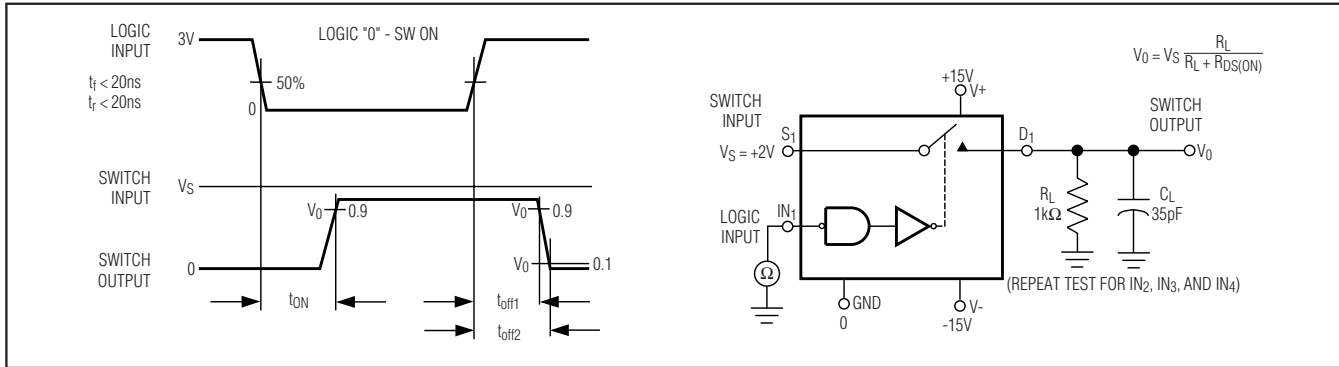 LOGIC INPUT
3V
LOGIC "0" - SW ON
tf < 20ns
tr < 20ns
50%
0
SWITCH INPUT
VS
V0
0.9
V0
0.9
SWITCH OUTPUT
0
V0
0.1
tON
toff1
toff2
V0 = VS RL / RL + RDS(ON)
+15V
V+
SWITCH INPUT
S1
VS = +2V
D1
SWITCH OUTPUT
V0
RL
1kΩ
CL
35pF
LOGIC INPUT
IN1
Ω
GND
0
V-
-15V
(REPEAT TEST FOR IN2, IN3, AND IN4)